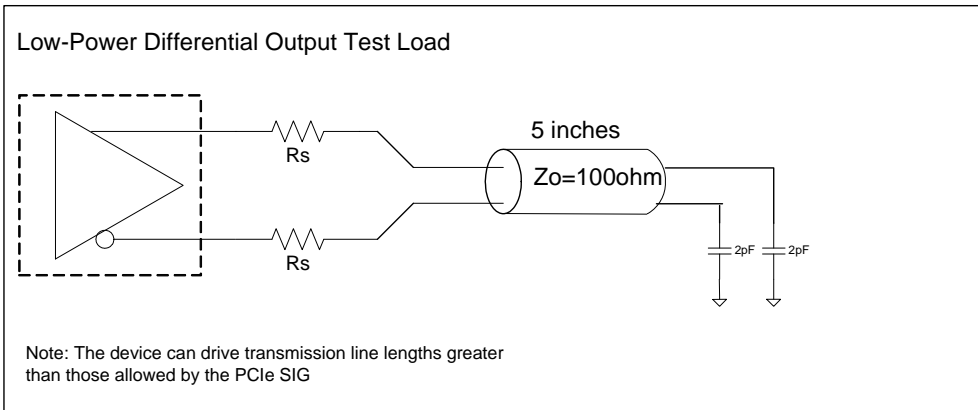 Low-Power Differential Output Test Load
Rs
Rs
5 inches
Zo=100ohm
2pF
2pF
Note: The device can drive transmission line lengths greater
than those allowed by the PCIe SIG